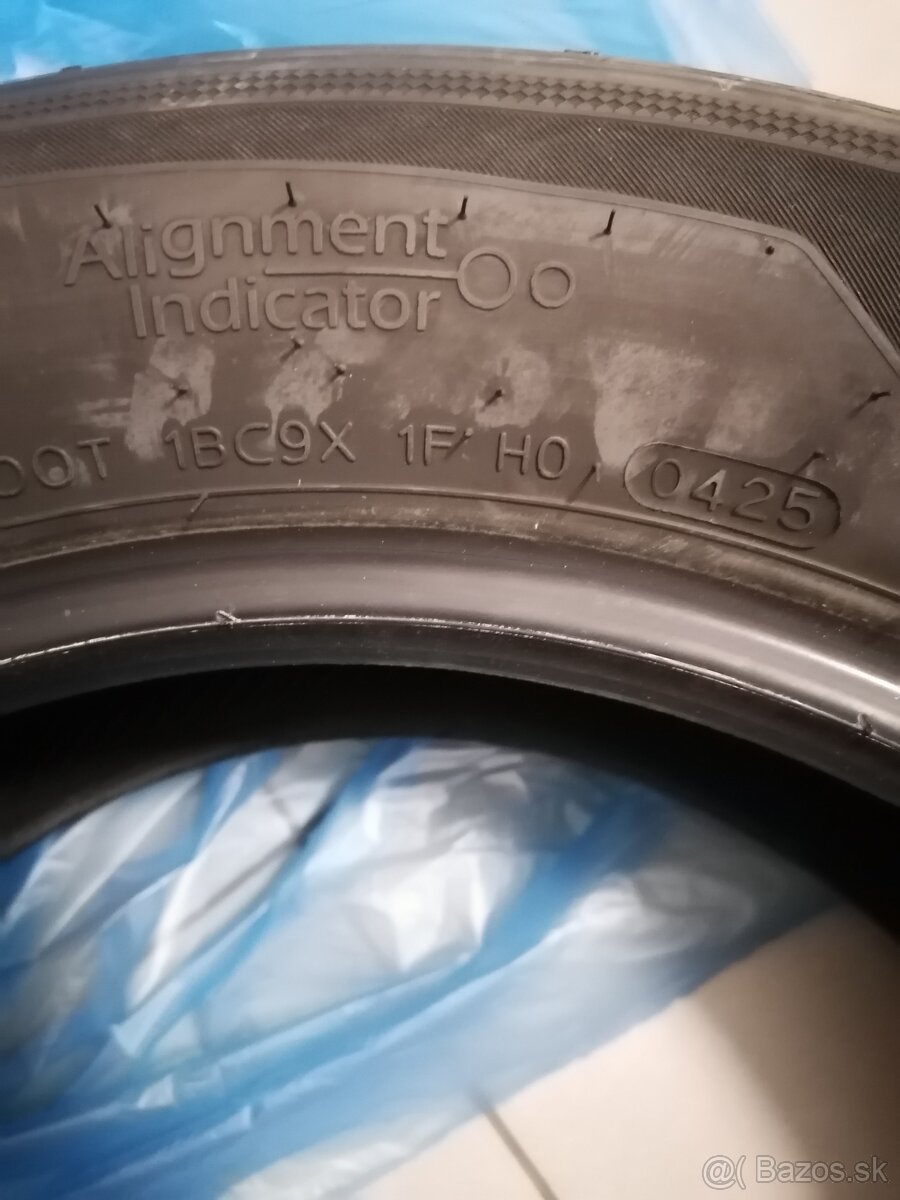 Alignment
Indicator
DOT 1BC9X 1F H0 0425
@( Bazos.sk